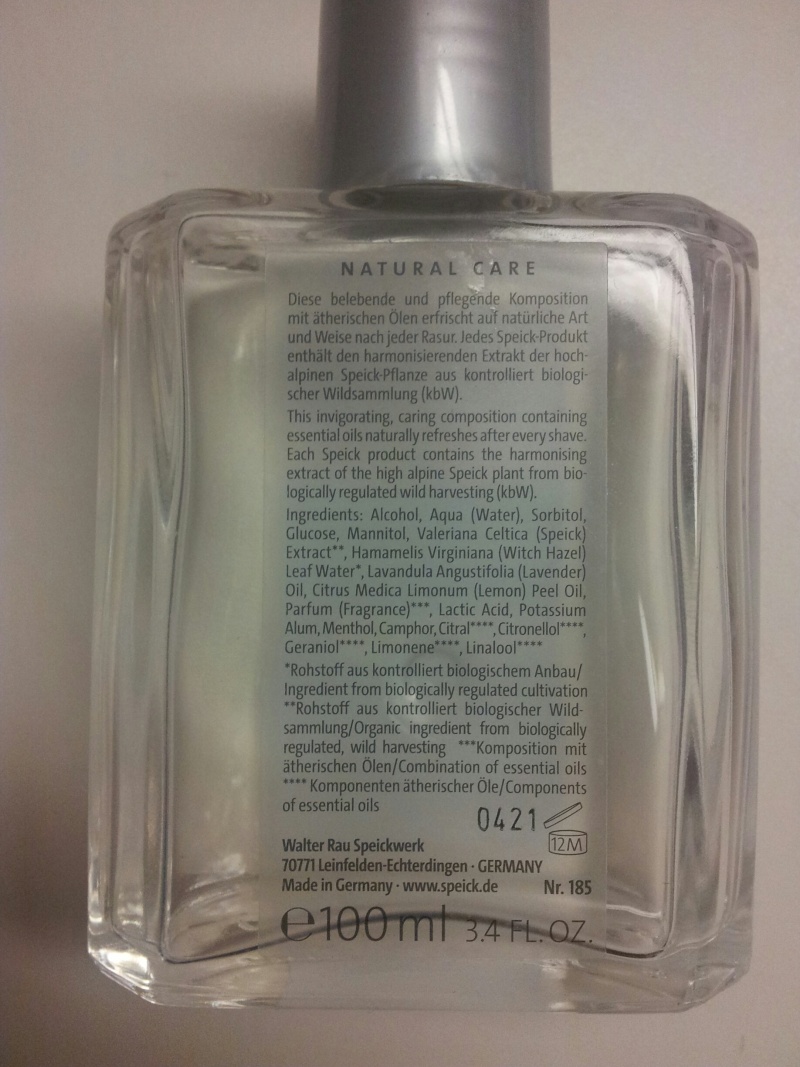 NATURAL CARE
Diese belebende und pflegende Komposition
mit ätherischen Ölen erfrischt auf natürliche Art
und Weise nach jeder Rasur. Jedes Speick-Produkt
enthält den harmonisierenden Extrakt der hoch-
alpinen Speick-Pflanze aus kontrolliert biologi-
scher Wildsammlung (kbW).
This invigorating, caring composition containing
essential oils naturally refreshes after every shave.
Each Speick product contains the harmonising
extract of the high alpine Speick plant from bio-
logically regulated wild harvesting (kbW).
Ingredients: Alcohol, Aqua (Water), Sorbitol,
Glucose, Mannitol, Valeriana Celtica (Speick)
Extract**, Hamamelis Virginiana (Witch Hazel)
Leaf Water*, Lavandula Angustifolia (Lavender)
Oil, Citrus Medica Limonum (Lemon) Peel Oil,
Parfum (Fragrance)***, Lactic Acid, Potassium
Alum, Menthol, Camphor, Citral****, Citronellol****,
Geraniol****, Limonene****, Linalool****
*Rohstoff aus kontrolliert biologischem Anbau/
Ingredient from biologically regulated cultivation
**Rohstoff aus kontrolliert biologischer Wild-
sammlung/Organic ingredient from biologically
regulated, wild harvesting ***Komposition mit
ätherischen Ölen/Combination of essential oils
**** Komponenten ätherischer Öle/Components
of essential oils
0421
12M
Walter Rau Speickwerk
70771 Leinfelden-Echterdingen · GERMANY
Made in Germany · www.speick.de Nr. 185
℮100 ml 3.4 FL. OZ.